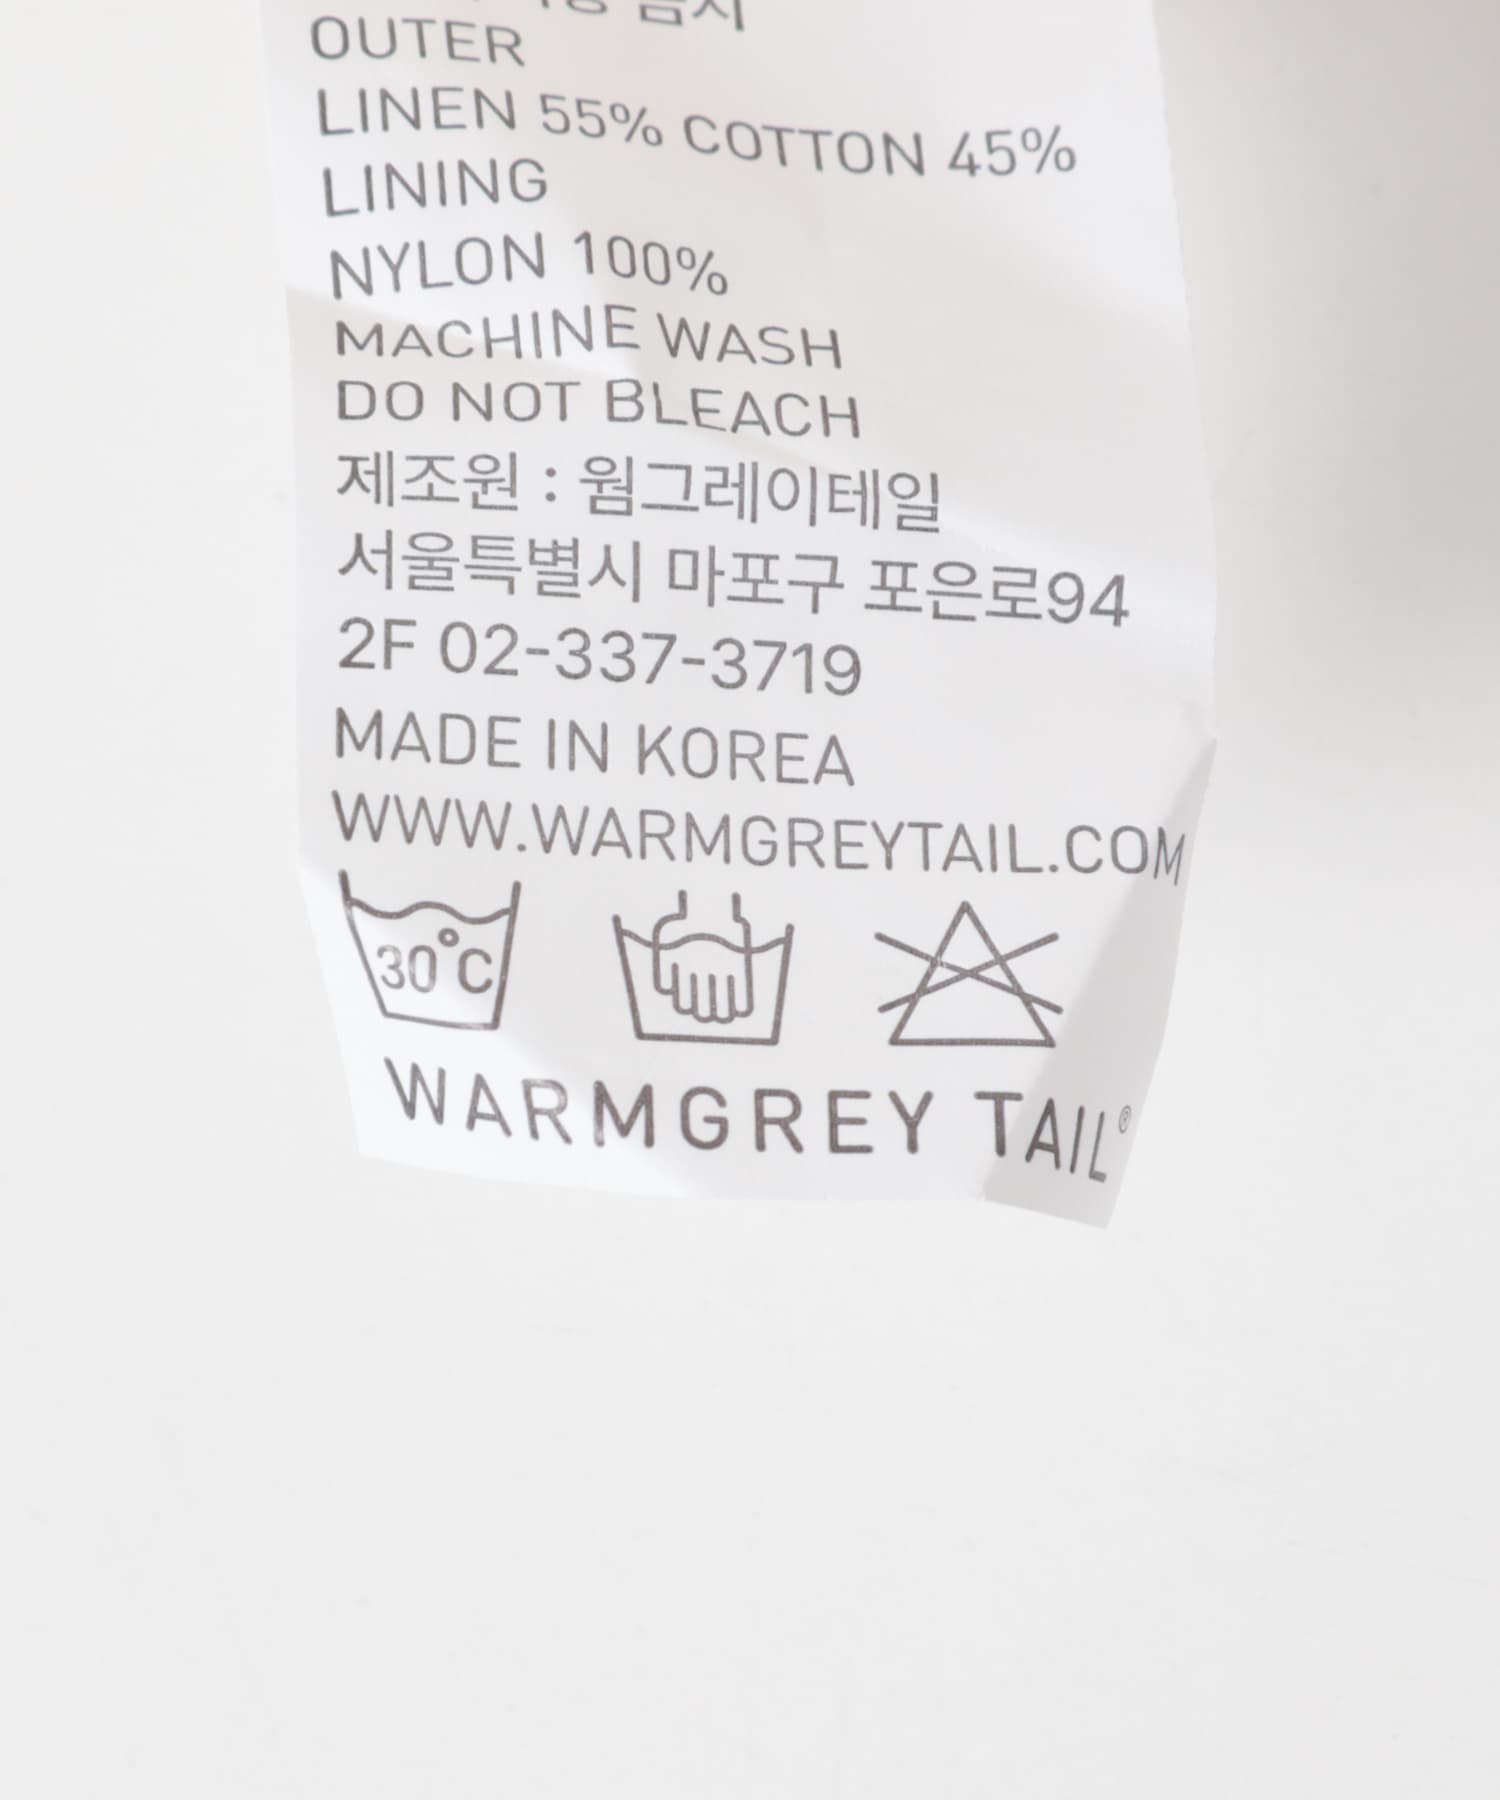 금지
OUTER
LINEN 55% COTTON 45%
LINING
NYLON 100%
MACHINE WASH
DO NOT BLEACH
제조원 : 웜그레이테일
서울특별시 마포구 포은로94
2F 02-337-3719
MADE IN KOREA
WWW.WARMGREYTAIL.COM
30°C
WARMGREY TAIL®